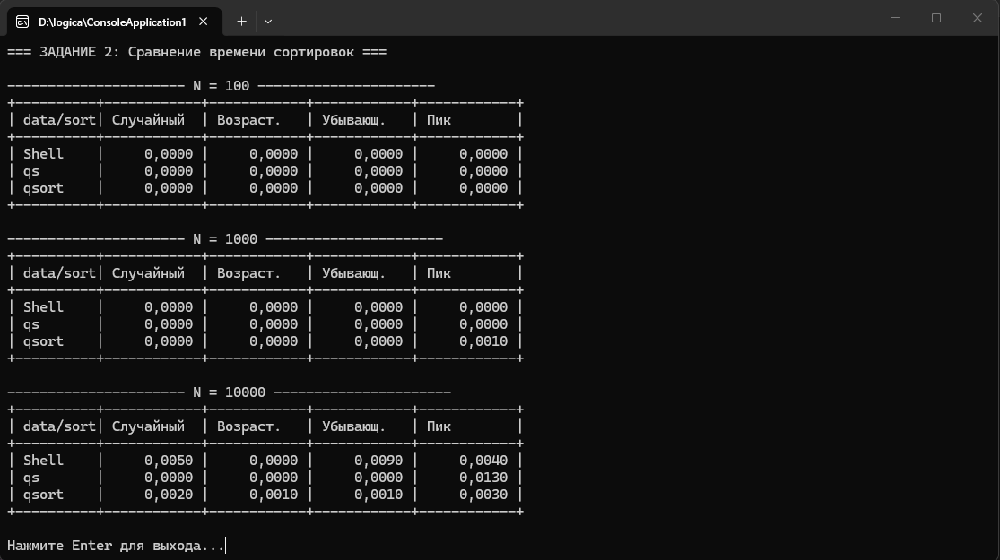 D:\logica\ConsoleApplication1
=== ЗАДАНИЕ 2: Сравнение времени сортировок ===
---------------------- N = 100 ----------------------
+----------+------------+------------+------------+------------+
| data/sort| Случайный  | Возраст.   | Убывающ.   | Пик        |
+----------+------------+------------+------------+------------+
| Shell    |     0,0000 |     0,0000 |     0,0000 |     0,0000 |
| qs       |     0,0000 |     0,0000 |     0,0000 |     0,0000 |
| qsort    |     0,0000 |     0,0000 |     0,0000 |     0,0000 |
+----------+------------+------------+------------+------------+
---------------------- N = 1000 ----------------------
+----------+------------+------------+------------+------------+
| data/sort| Случайный  | Возраст.   | Убывающ.   | Пик        |
+----------+------------+------------+------------+------------+
| Shell    |     0,0000 |     0,0000 |     0,0000 |     0,0000 |
| qs       |     0,0000 |     0,0000 |     0,0000 |     0,0000 |
| qsort    |     0,0000 |     0,0000 |     0,0000 |     0,0010 |
+----------+------------+------------+------------+------------+
---------------------- N = 10000 ----------------------
+----------+------------+------------+------------+------------+
| data/sort| Случайный  | Возраст.   | Убывающ.   | Пик        |
+----------+------------+------------+------------+------------+
| Shell    |     0,0050 |     0,0000 |     0,0090 |     0,0040 |
| qs       |     0,0000 |     0,0000 |     0,0000 |     0,0130 |
| qsort    |     0,0020 |     0,0010 |     0,0010 |     0,0030 |
+----------+------------+------------+------------+------------+
Нажмите Enter для выхода...